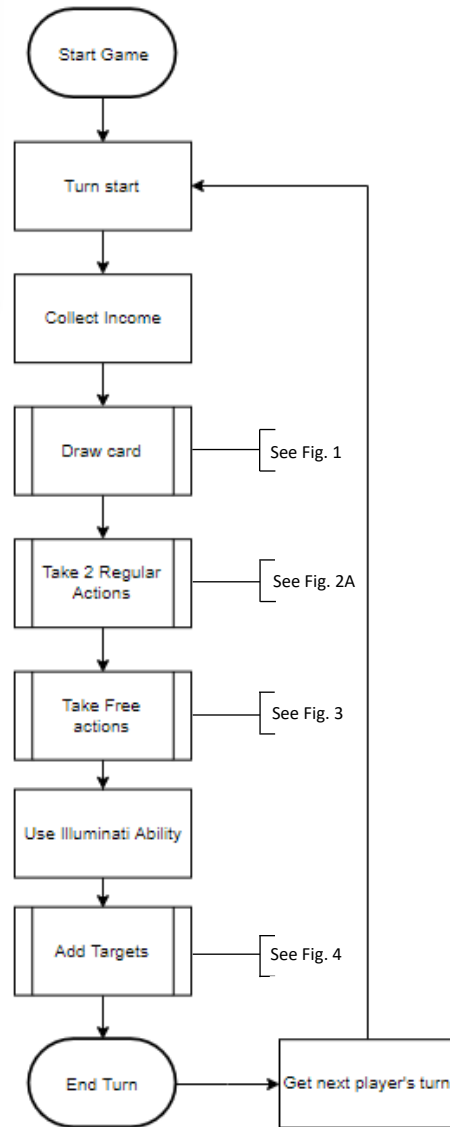 Start Game
Turn start
Collect Income
Draw card
See Fig. 1
Take 2 Regular
Actions
See Fig. 2A
Take Free
actions
See Fig. 3
Use Illuminati Ability
Add Targets
See Fig. 4
End Turn
Get next player's turn